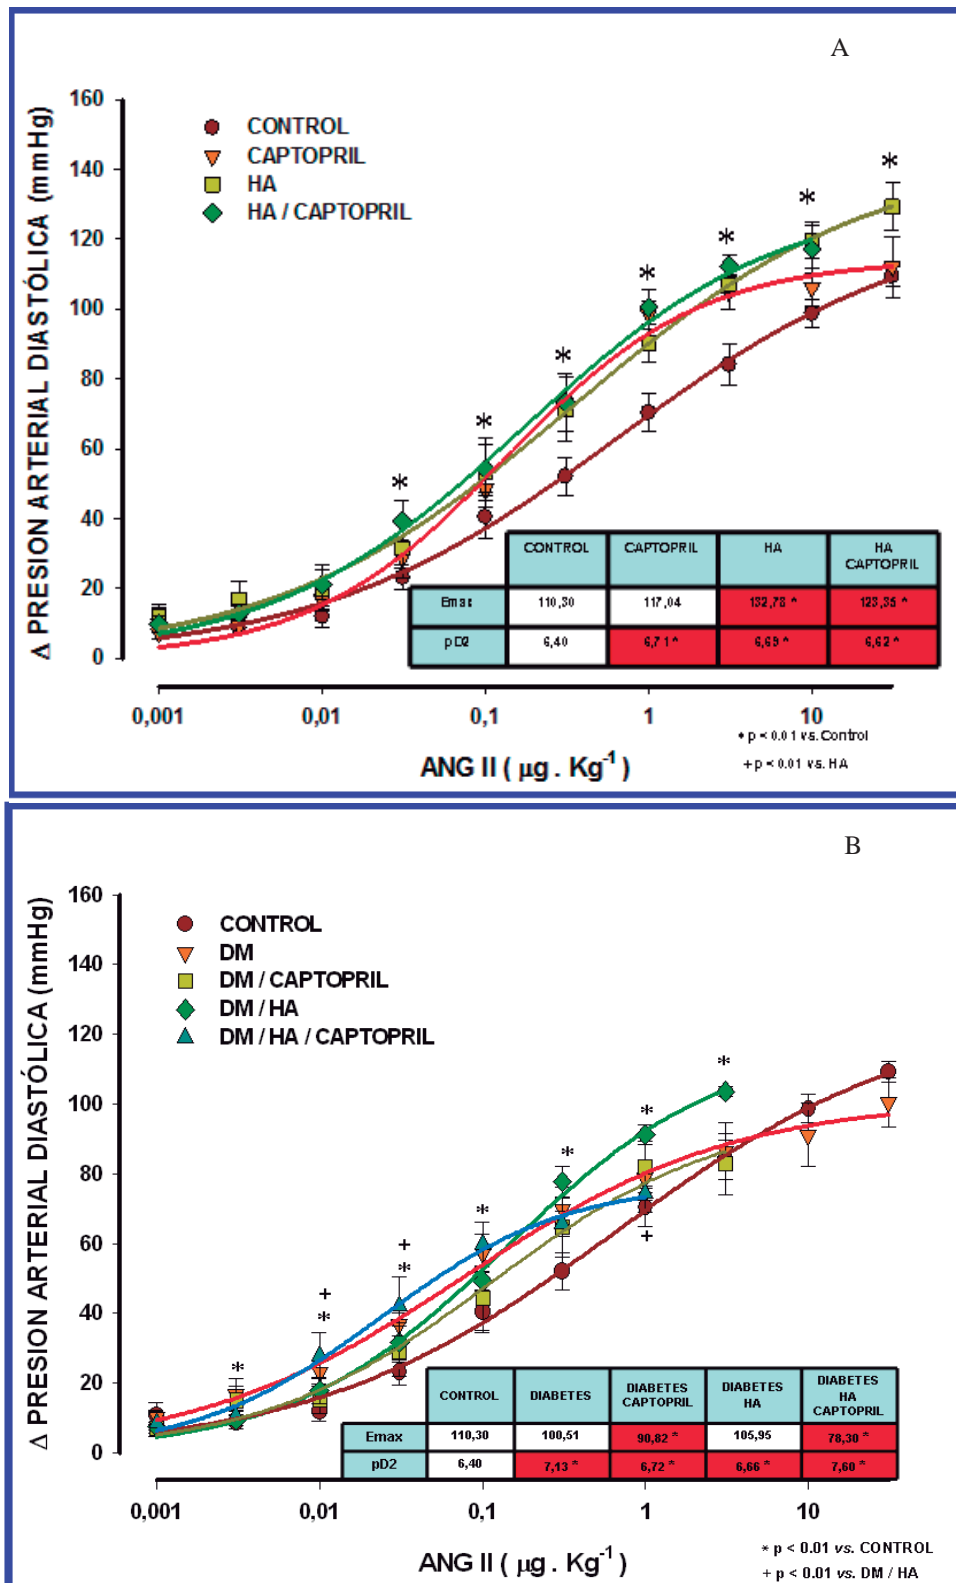 A
Δ PRESION ARTERIAL DIASTÓLICA (mmHg)
160
140
120
100
80
60
40
20
0
CONTROL
CAPTOPRIL
HA
HA / CAPTOPRIL
* * * * * * *
CONTROL CAPTOPRIL HA HA CAPTOPRIL
Emac 110,30 117,04 132,78 * 123,35 *
pD2 6,40 6,71 * 6,69 * 6,62 *
0,001 0,01 0,1 1 10
ANG II ( µg . Kg-1 )
* p < 0.01 vs. Control
+ p < 0.01 vs. HA
B
Δ PRESION ARTERIAL DIASTÓLICA (mmHg)
160
140
120
100
80
60
40
20
0
CONTROL
DM
DM / CAPTOPRIL
DM / HA
DM / HA / CAPTOPRIL
* * * * * * *
+ + +
CONTROL DIABETES DIABETES CAPTOPRIL DIABETES HA DIABETES HA CAPTOPRIL
Emax 110,30 100,51 90,82 * 105,95 78,30 *
pD2 6,40 7,13 * 6,72 * 6,66 * 7,60 *
0,001 0,01 0,1 1 10
ANG II ( µg . Kg-1 )
* p < 0.01 vs. CONTROL
+ p < 0.01 vs. DM / HA